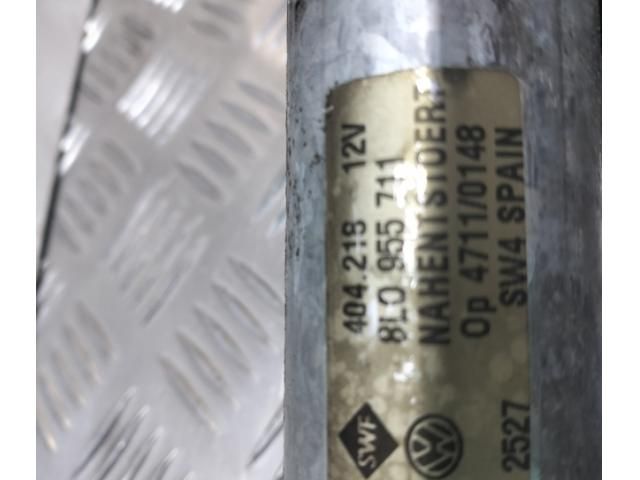 404.218 12V
8L0 955 711
NAHENTSTOERT
Op 4711/0148
SW4 SPAIN
SWF
2527